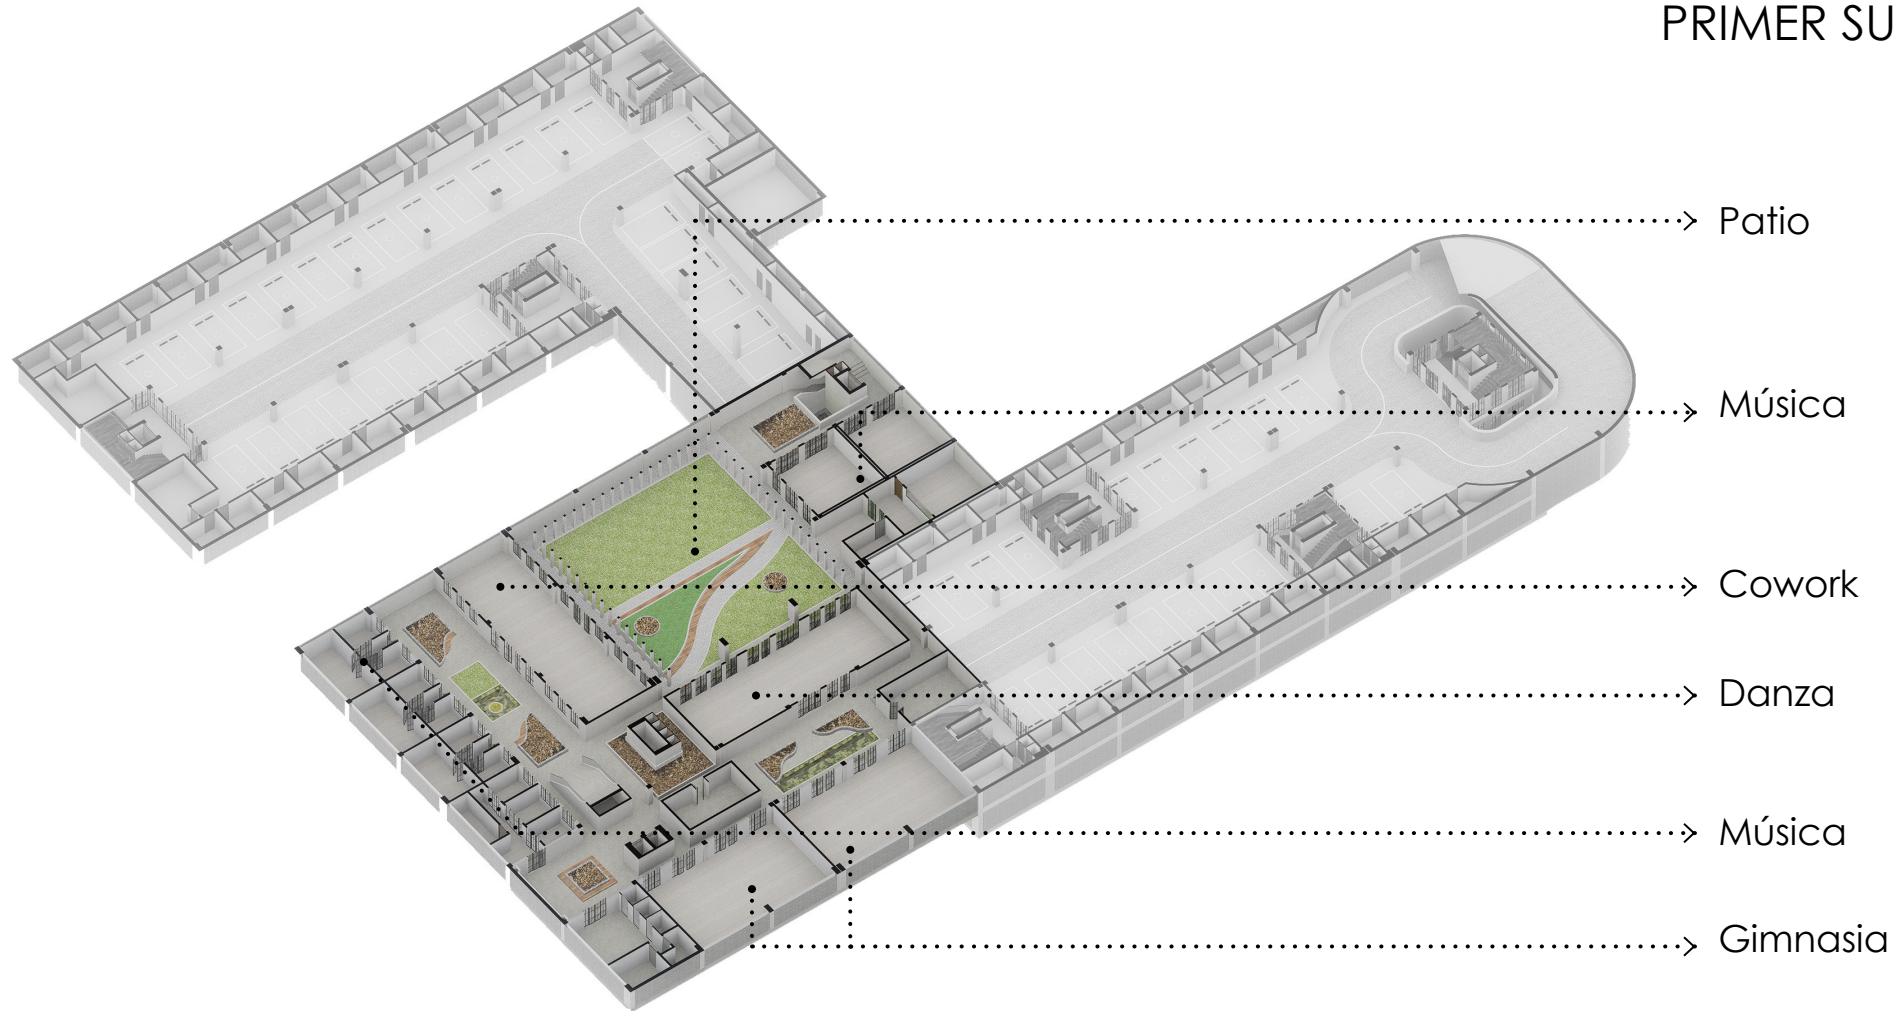 PRIMER SU
Patio
Música
Cowork
Danza
Música
Gimnasia